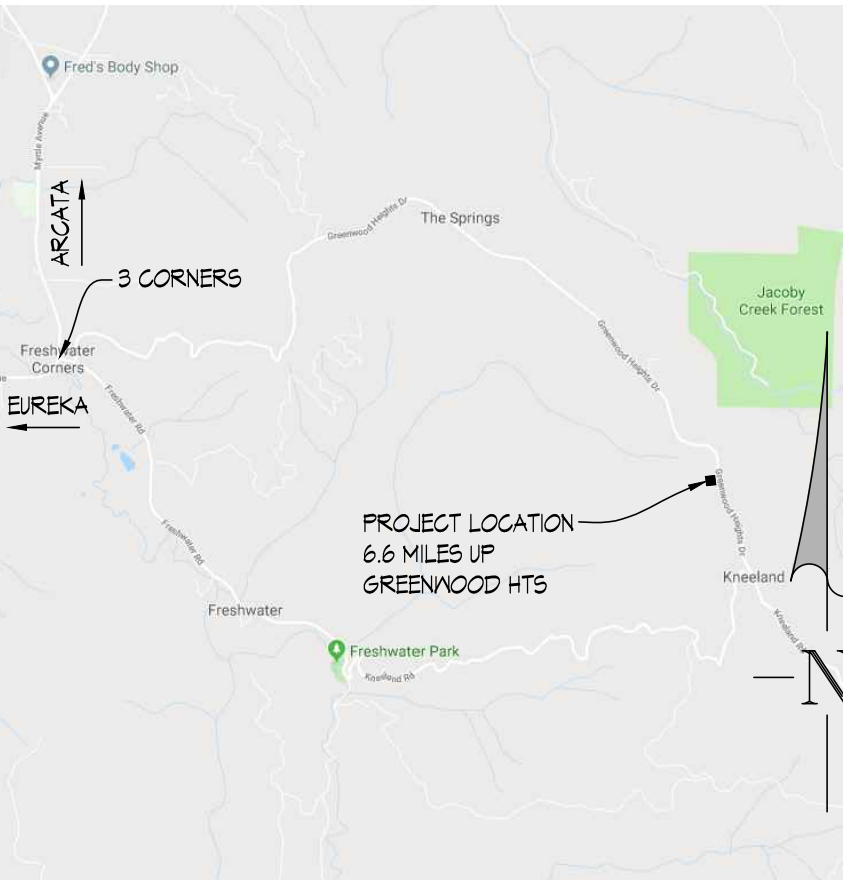 Fred's Body Shop
Myrtle Avenue
ARCATA
Greenwood Heights Dr
The Springs
3 CORNERS
Jacoby
Creek Forest
Freshwater
Corners
Greenwood Heights Dr
EUREKA
Freshwater Rd
Greenwood Heights Dr
PROJECT LOCATION
6.6 MILES UP
GREENWOOD HTS
Freshwater Rd
Kneeland
Freshwater
Kneeland Rd
Freshwater Park
Kneeland Rd
N